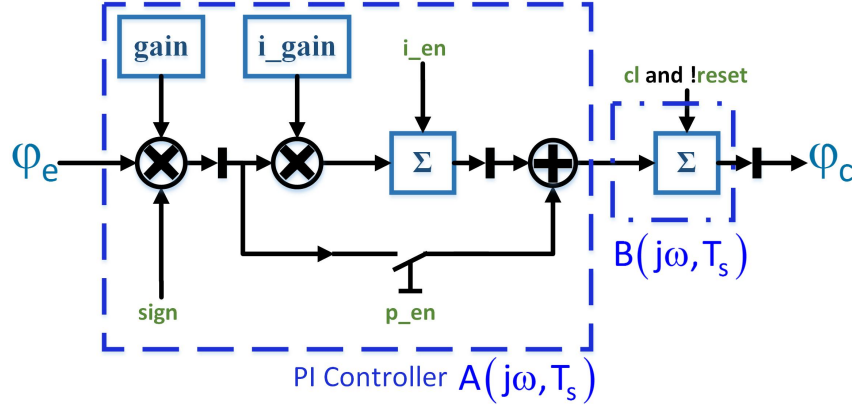 gain
i_gain
i_en
cl and !reset
φe
Σ
Σ
φc
B(jω,Ts)
sign
p_en
PI Controller A(jω,Ts)